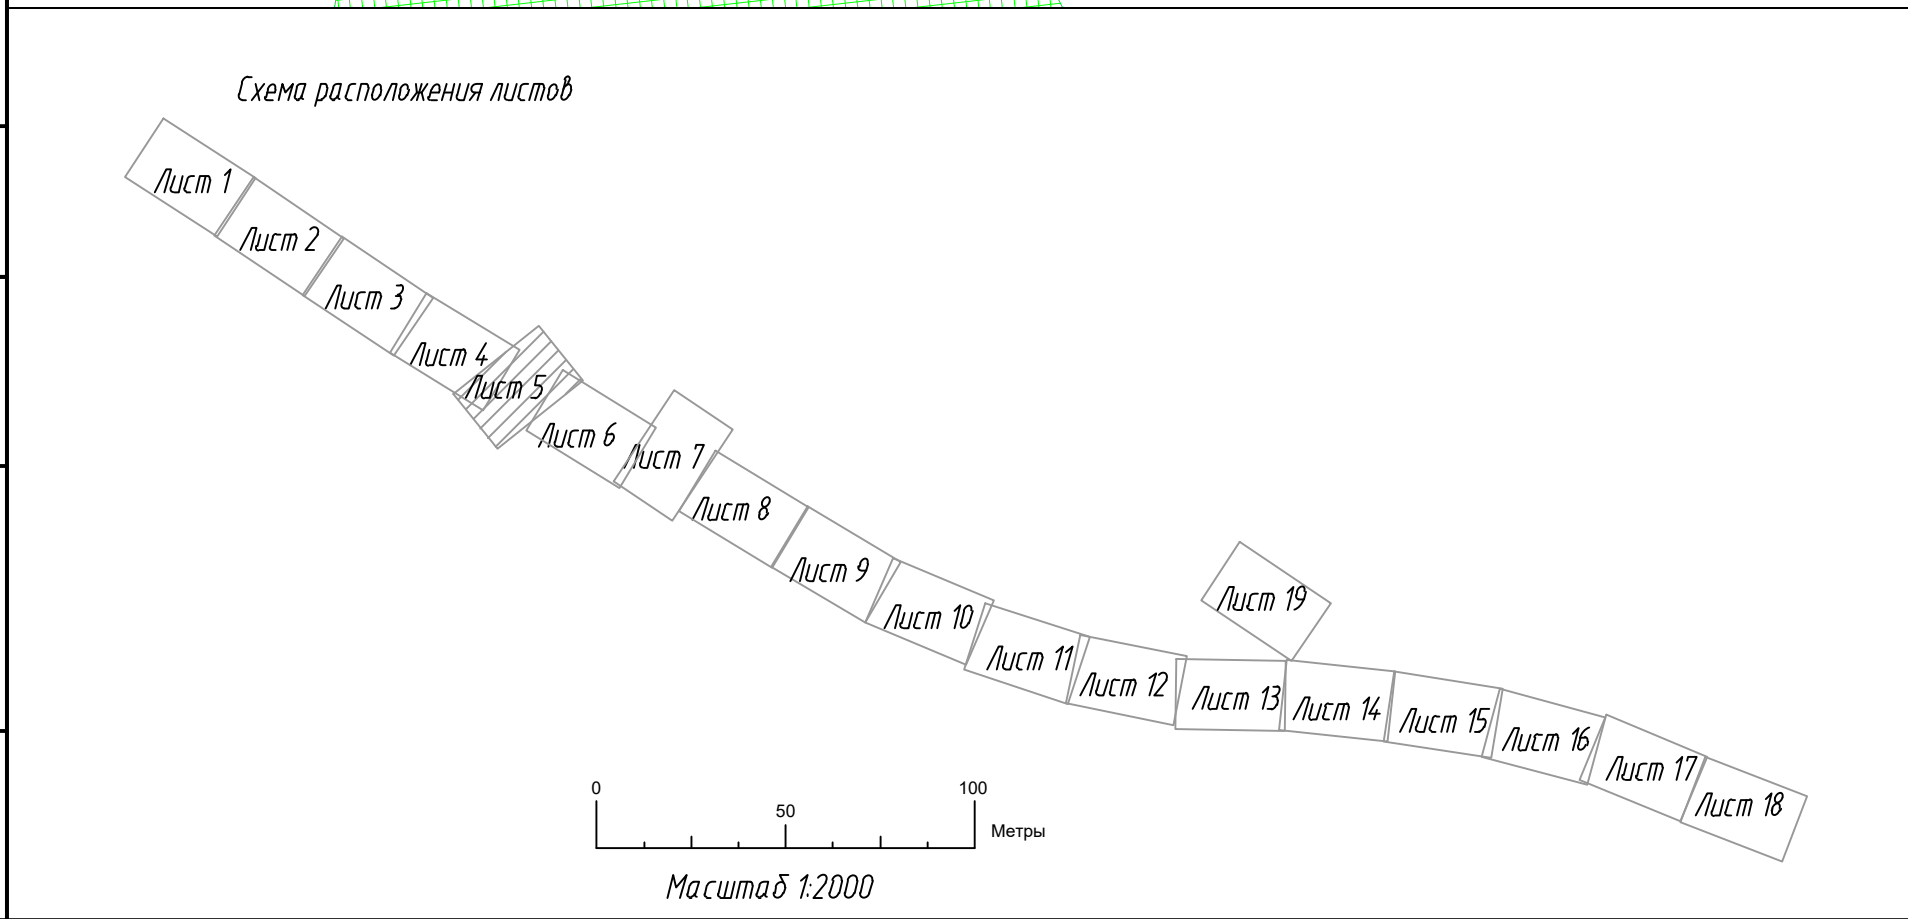 Схема расположения листов
Лист 1
Лист 2
Лист 3
Лист 4
Лист 5
Лист 6
Лист 7
Лист 8
Лист 9
Лист 10
Лист 11
Лист 12
Лист 13
Лист 14
Лист 15
Лист 16
Лист 17
Лист 18
Лист 19
0
50
100
Метры
Масштаб 1:2000